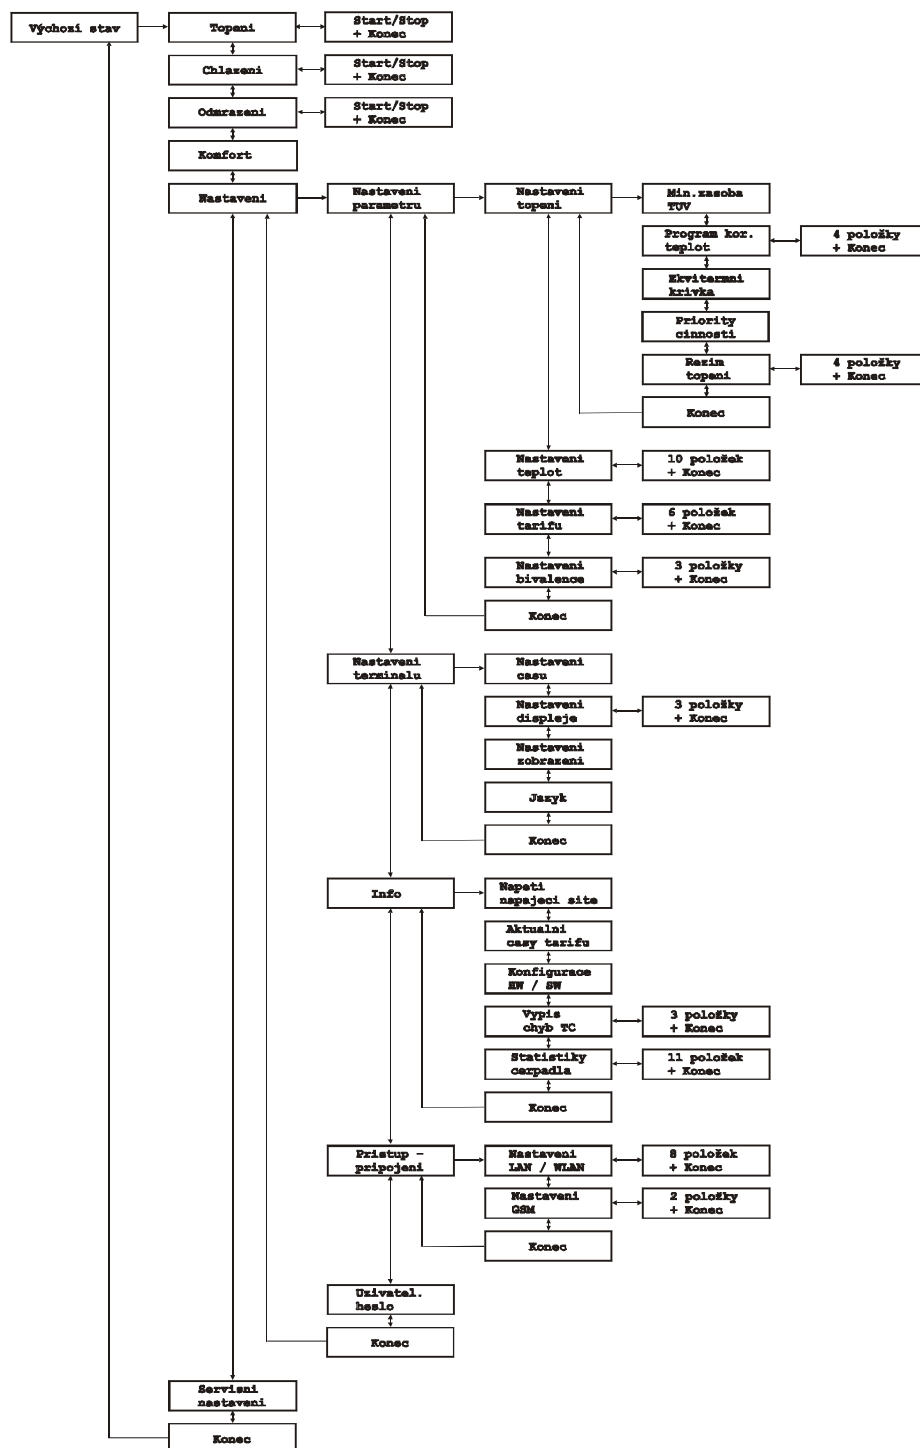 Výchozí stav
Topeni
Start/Stop
+ Konec
Chlazeni
Start/Stop
+ Konec
Odmrazeni
Start/Stop
+ Konec
Komfort
Nastaveni
Nastaveni
parametru
Nastaveni
topeni
Min.zasoba
TUV
Program kor.
teplot
4 položky
+ Konec
Ekvitermni
krivka
Priority
cinnosti
Rezim
topeni
4 položky
+ Konec
Konec
Nastaveni
teplot
10 položek
+ Konec
Nastaveni
tarifu
6 položek
+ Konec
Nastaveni
bivalence
3 položky
+ Konec
Konec
Nastaveni
terminalu
Nastaveni
casu
Nastaveni
displeje
3 položky
+ Konec
Nastaveni
zobrazeni
Jazyk
Konec
Info
Napeti
napajeci site
Aktualni
casy tarifu
Konfigurace
HW / SW
Vypis
chyb TC
3 položky
+ Konec
Statistiky
cerpadla
11 položek
+ Konec
Konec
Pristup -
pripojeni
Nastaveni
LAN / WLAN
8 položek
+ Konec
Nastaveni
GSM
2 položky
+ Konec
Konec
Uzivatel.
heslo
Konec
Servisni
nastaveni
Konec